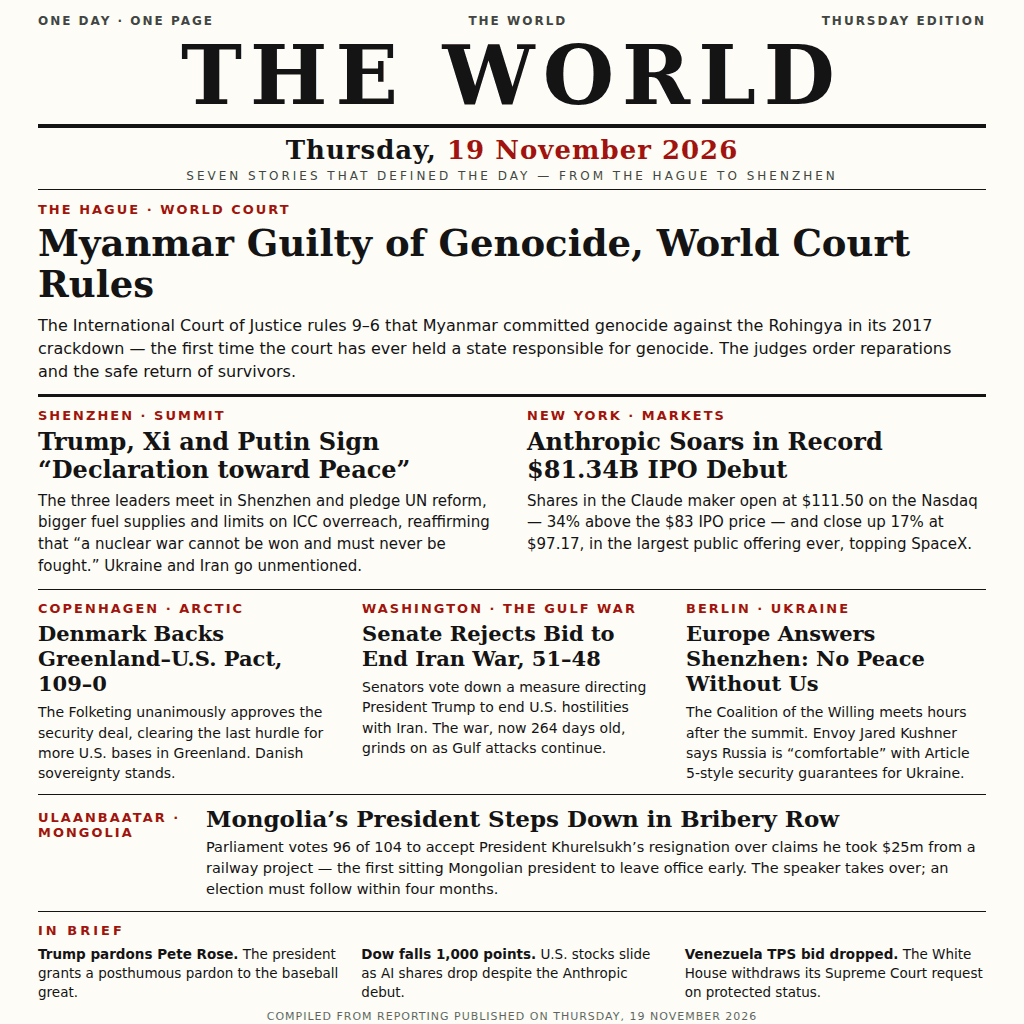 ONE DAY · ONE PAGE
THE WORLD
THURSDAY EDITION
THE WORLD
Thursday, 19 November 2026
SEVEN STORIES THAT DEFINED THE DAY — FROM THE HAGUE TO SHENZHEN
THE HAGUE · WORLD COURT
Myanmar Guilty of Genocide, World Court
Rules
The International Court of Justice rules 9–6 that Myanmar committed genocide against the Rohingya in its 2017
crackdown — the first time the court has ever held a state responsible for genocide. The judges order reparations
and the safe return of survivors.
SHENZHEN · SUMMIT
Trump, Xi and Putin Sign
“Declaration toward Peace”
The three leaders meet in Shenzhen and pledge UN reform,
bigger fuel supplies and limits on ICC overreach, reaffirming
that “a nuclear war cannot be won and must never be
fought.” Ukraine and Iran go unmentioned.
NEW YORK · MARKETS
Anthropic Soars in Record
$81.34B IPO Debut
Shares in the Claude maker open at $111.50 on the Nasdaq
— 34% above the $83 IPO price — and close up 17% at
$97.17, in the largest public offering ever, topping SpaceX.
COPENHAGEN · ARCTIC
Denmark Backs
Greenland–U.S. Pact,
109–0
The Folketing unanimously approves the
security deal, clearing the last hurdle for
more U.S. bases in Greenland. Danish
sovereignty stands.
WASHINGTON · THE GULF WAR
Senate Rejects Bid to
End Iran War, 51–48
Senators vote down a measure directing
President Trump to end U.S. hostilities
with Iran. The war, now 264 days old,
grinds on as Gulf attacks continue.
BERLIN · UKRAINE
Europe Answers
Shenzhen: No Peace
Without Us
The Coalition of the Willing meets hours
after the summit. Envoy Jared Kushner
says Russia is “comfortable” with Article
5-style security guarantees for Ukraine.
ULAANBAATAR ·
MONGOLIA
Mongolia’s President Steps Down in Bribery Row
Parliament votes 96 of 104 to accept President Khurelsukh’s resignation over claims he took $25m from a
railway project — the first sitting Mongolian president to leave office early. The speaker takes over; an
election must follow within four months.
IN BRIEF
Trump pardons Pete Rose. The president
grants a posthumous pardon to the baseball
great.
Dow falls 1,000 points. U.S. stocks slide
as AI shares drop despite the Anthropic
debut.
Venezuela TPS bid dropped. The White
House withdraws its Supreme Court request
on protected status.
COMPILED FROM REPORTING PUBLISHED ON THURSDAY, 19 NOVEMBER 2026